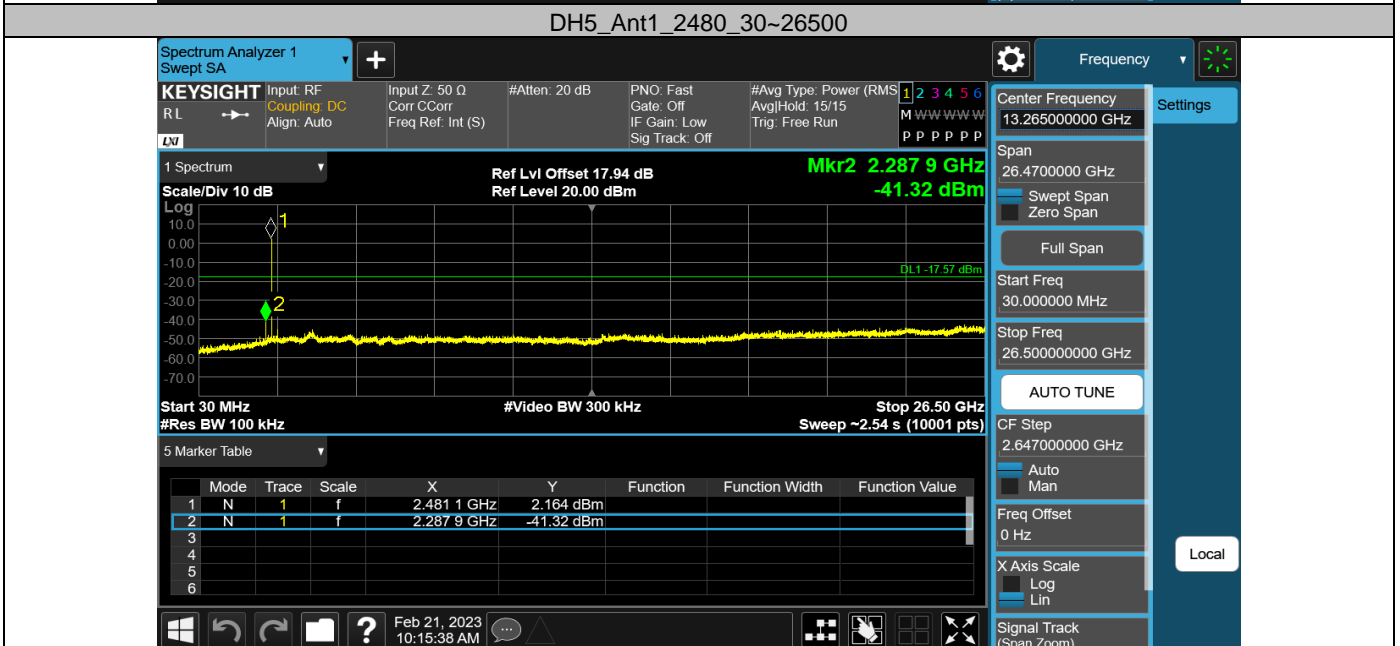 DH5_Ant1_2480_30~26500
Spectrum Analyzer 1
Swept SA
Frequency
KEYSIGHT
RL
LXI
Input: RF
Coupling: DC
Align: Auto
Input Z: 50 Ω
Corr CCorr
Freq Ref: Int (S)
#Atten: 20 dB
PNO: Fast
Gate: Off
IF Gain: Low
Sig Track: Off
#Avg Type: Power (RMS
Avg|Hold: 15/15
Trig: Free Run
1 2 3 4 5 6
M W W W W W
P P P P P P
1 Spectrum
Scale/Div 10 dB
Ref Lvl Offset 17.94 dB
Ref Level 20.00 dBm
Mkr2 2.287 9 GHz
-41.32 dBm
Log
10.0
0.00
-10.0
-20.0
-30.0
-40.0
-50.0
-60.0
-70.0
1
2
DL1 -17.57 dBm
Start 30 MHz
#Video BW 300 kHz
Stop 26.50 GHz
#Res BW 100 kHz
Sweep ~2.54 s (10001 pts)
5 Marker Table
Mode Trace Scale X Y Function Function Width Function Value
1 N 1 f 2.481 1 GHz 2.164 dBm
2 N 1 f 2.287 9 GHz -41.32 dBm
3
4
5
6
Feb 21, 2023
10:15:38 AM
Center Frequency
13.265000000 GHz
Settings
Span
26.4700000 GHz
Swept Span
Zero Span
Full Span
Start Freq
30.000000 MHz
Stop Freq
26.500000000 GHz
AUTO TUNE
CF Step
2.647000000 GHz
Auto
Man
Freq Offset
0 Hz
Local
X Axis Scale
Log
Lin
Signal Track
(Span Zoom)